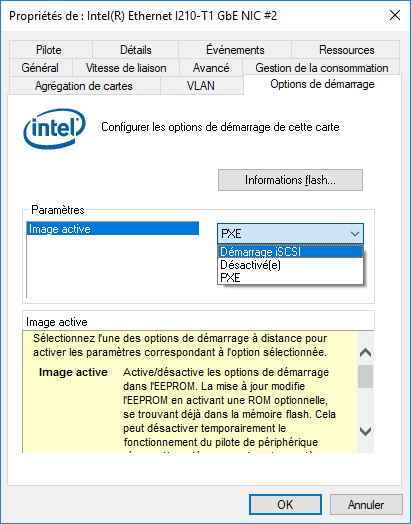 Propriétés de : Intel(R) Ethernet I210-T1 GbE NIC #2
Pilote Détails Événements Ressources
Général Vitesse de liaison Avancé Gestion de la consommation
Agrégation de cartes VLAN Options de démarrage
intel
Configurer les options de démarrage de cette carte
Informations flash...
Paramètres
Image active
PXE
Démarrage iSCSI
Désactivé(e)
PXE
Image active
Sélectionnez l'une des options de démarrage à distance pour
activer les paramètres correspondant à l'option sélectionnée.
Image active Active/désactive les options de démarrage
dans l'EEPROM. La mise à jour modifie
l'EEPROM en activant une ROM optionnelle,
se trouvant déjà dans la mémoire flash. Cela
peut désactiver temporairement le
fonctionnement du pilote de périphérique
OK Annuler